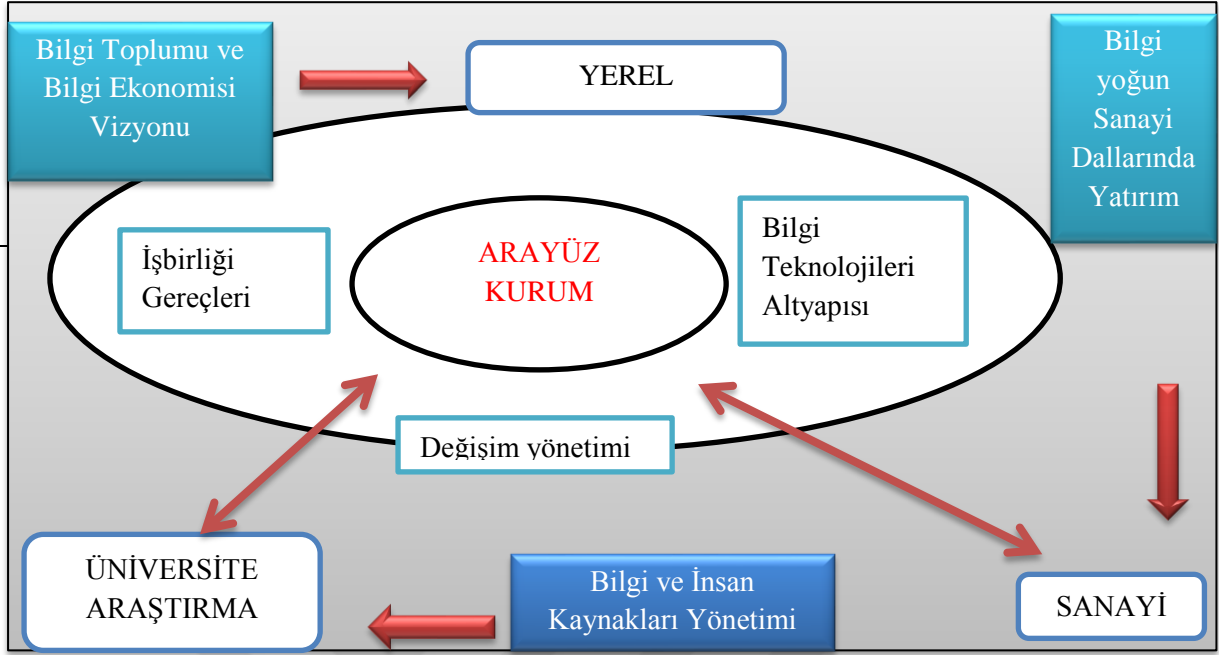 Bilgi Toplumu ve
Bilgi Ekonomisi
Vizyonu
YEREL
Bilgi
yoğun
Sanayi
Dallarında
Yatırım
İşbirliği
Gereçleri
ARAYÜZ
KURUM
Bilgi
Teknolojileri
Altyapısı
Değişim yönetimi
ÜNİVERSİTE
ARAŞTIRMA
Bilgi ve İnsan
Kaynakları Yönetimi
SANAYİ